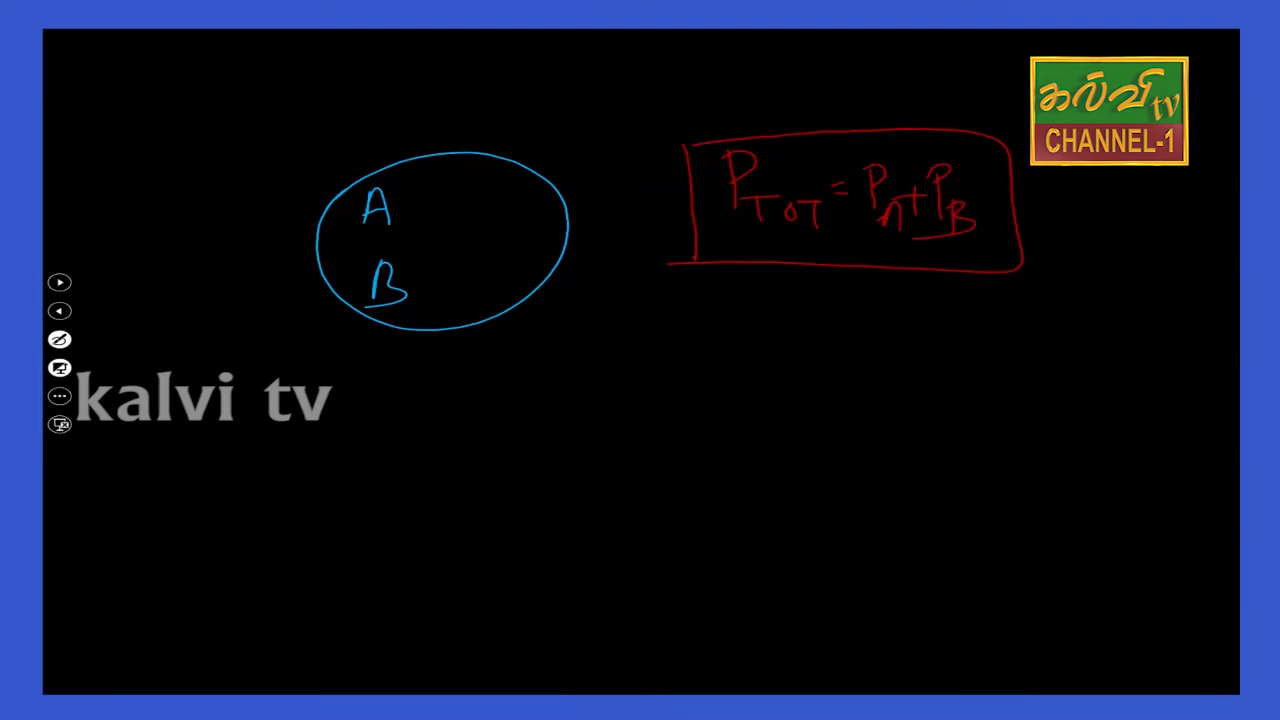 கல்வி
tv
CHANNEL-1
A
B
P_TOT = P_A + P_B
kalvi tv